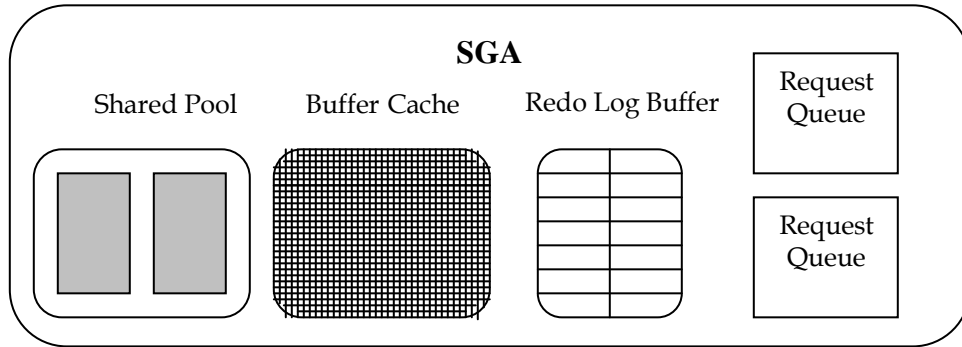 SGA
Shared Pool
Buffer Cache
Redo Log Buffer
Request
Queue
Request
Queue